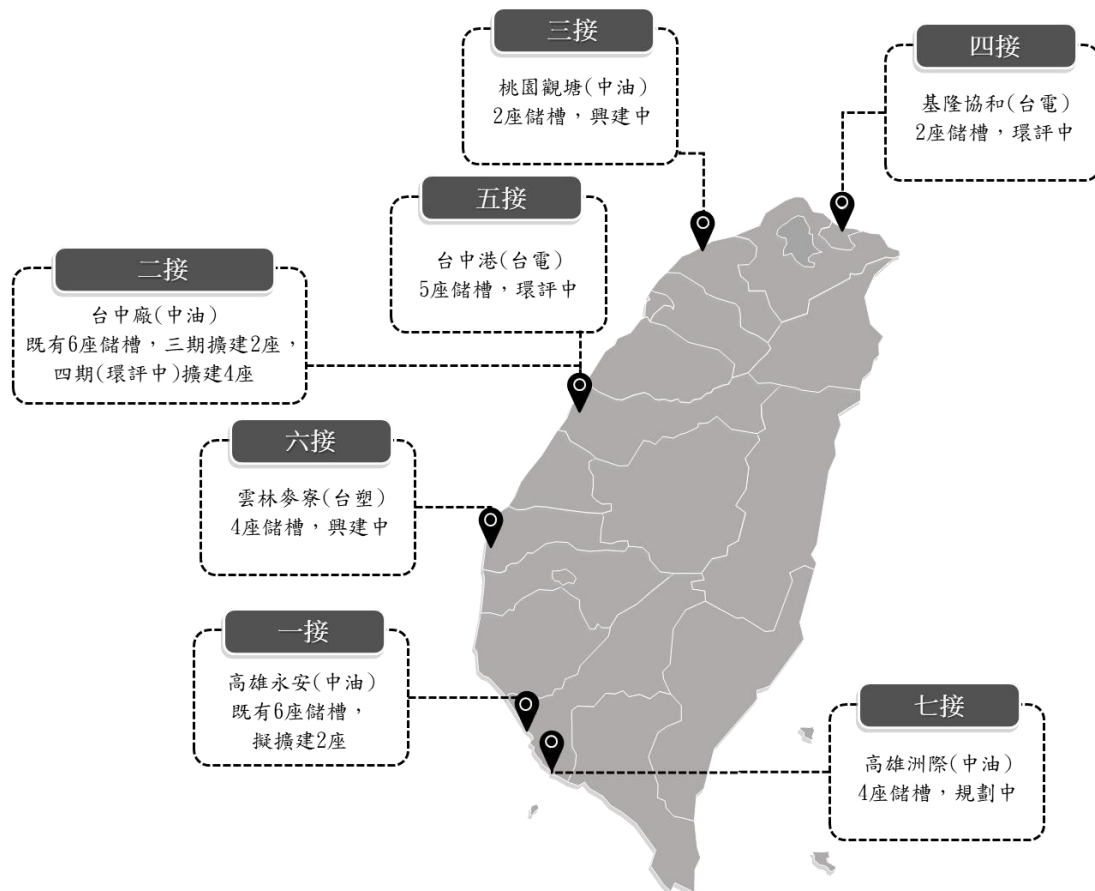 三接
桃園觀塘(中油)
2座儲槽，興建中
四接
基隆協和(台電)
2座儲槽，環評中
五接
台中港(台電)
5座儲槽，環評中
二接
台中廠(中油)
既有6座儲槽，三期擴建2座，
四期(環評中)擴建4座
六接
雲林麥寮(台塑)
4座儲槽，興建中
一接
高雄永安(中油)
既有6座儲槽，
擬擴建2座
七接
高雄洲際(中油)
4座儲槽，規劃中